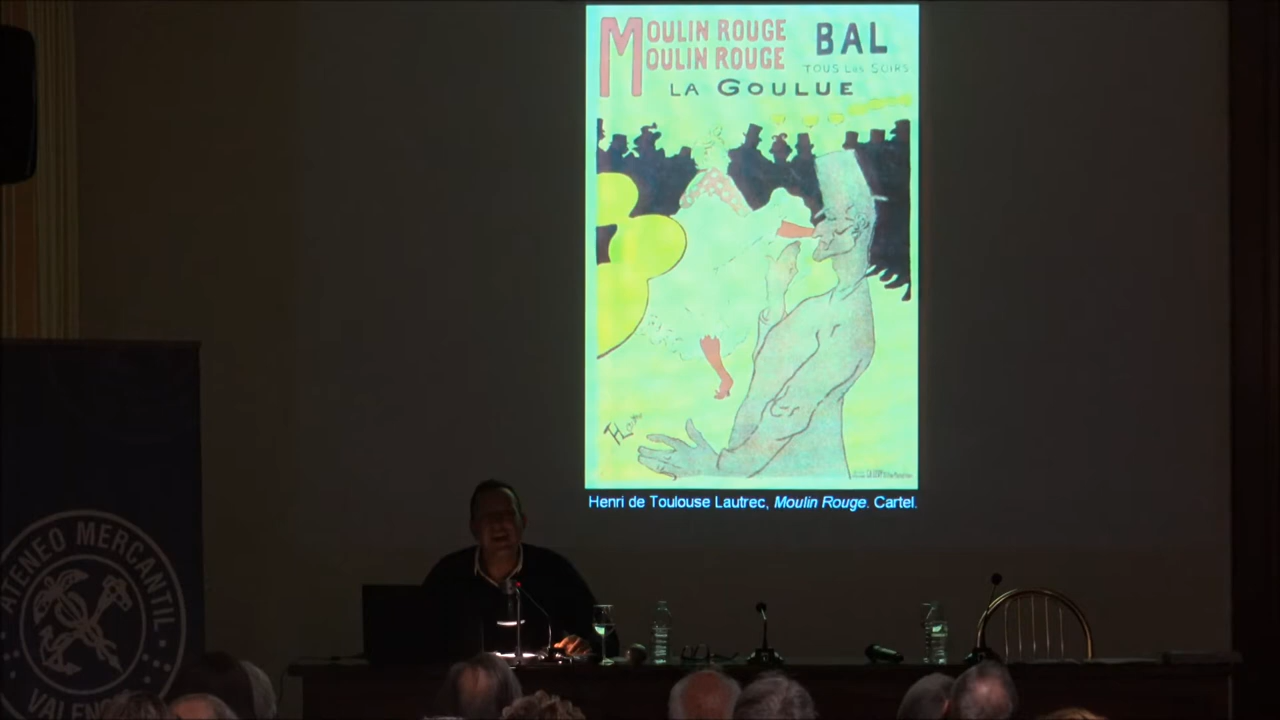 MOULIN ROUGE
MOULIN ROUGE
BAL
TOUS LES SOIRS
LA GOULUE
Henri de Toulouse Lautrec, Moulin Rouge. Cartel.
ATENEO MERCANTIL